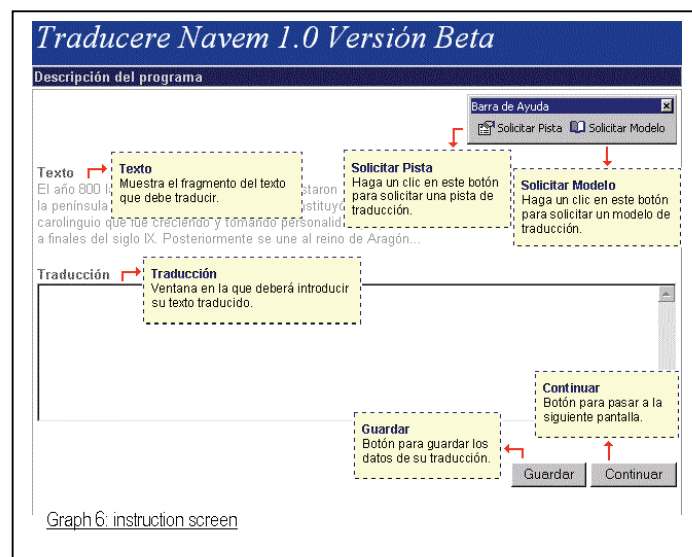 Traducere Navem 1.0 Versión Beta
Descripción del programa
Barra de Ayuda
Solicitar Pista Solicitar Modelo
Texto
El año 800 l
la península
carolinguio que fue creciendo y tomando personalid
a finales del siglo IX. Posteriormente se une al reino de Aragón...
Texto
Muestra el fragmento del texto
que debe traducir.
staron
nstituyó
Solicitar Pista
Haga un clic en este botón
para solicitar una pista de
traducción.
Solicitar Modelo
Haga un clic en este botón
para solicitar un modelo de
traducción.
Traducción
Traducción
Ventana en la que deberá introducir
su texto traducido.
Continuar
Botón para pasar a la
siguiente pantalla.
Guardar
Botón para guardar los
datos de su traducción.
Guardar Continuar
Graph 6: instruction screen